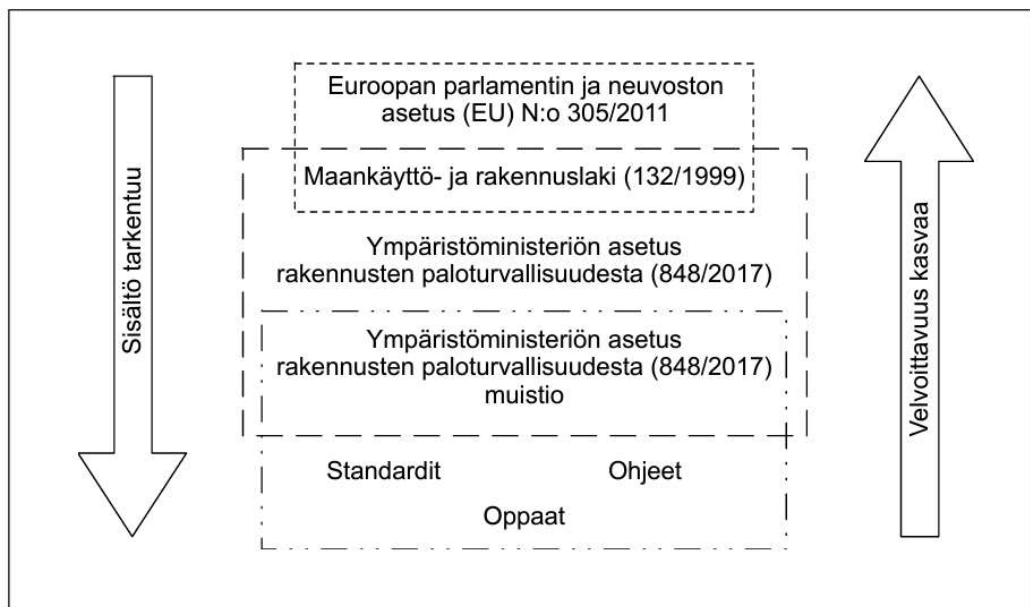 Euroopan parlamentin ja neuvoston
asetus (EU) N:o 305/2011
Maankäyttö- ja rakennuslaki (132/1999)
Ympäristöministeriön asetus
rakennusten paloturvallisuudesta (848/2017)
Ympäristöministeriön asetus
rakennusten paloturvallisuudesta (848/2017)
muistio
Standardit
Ohjeet
Oppaat
Sisältö tarkentuu
Velvoittavuus kasvaa